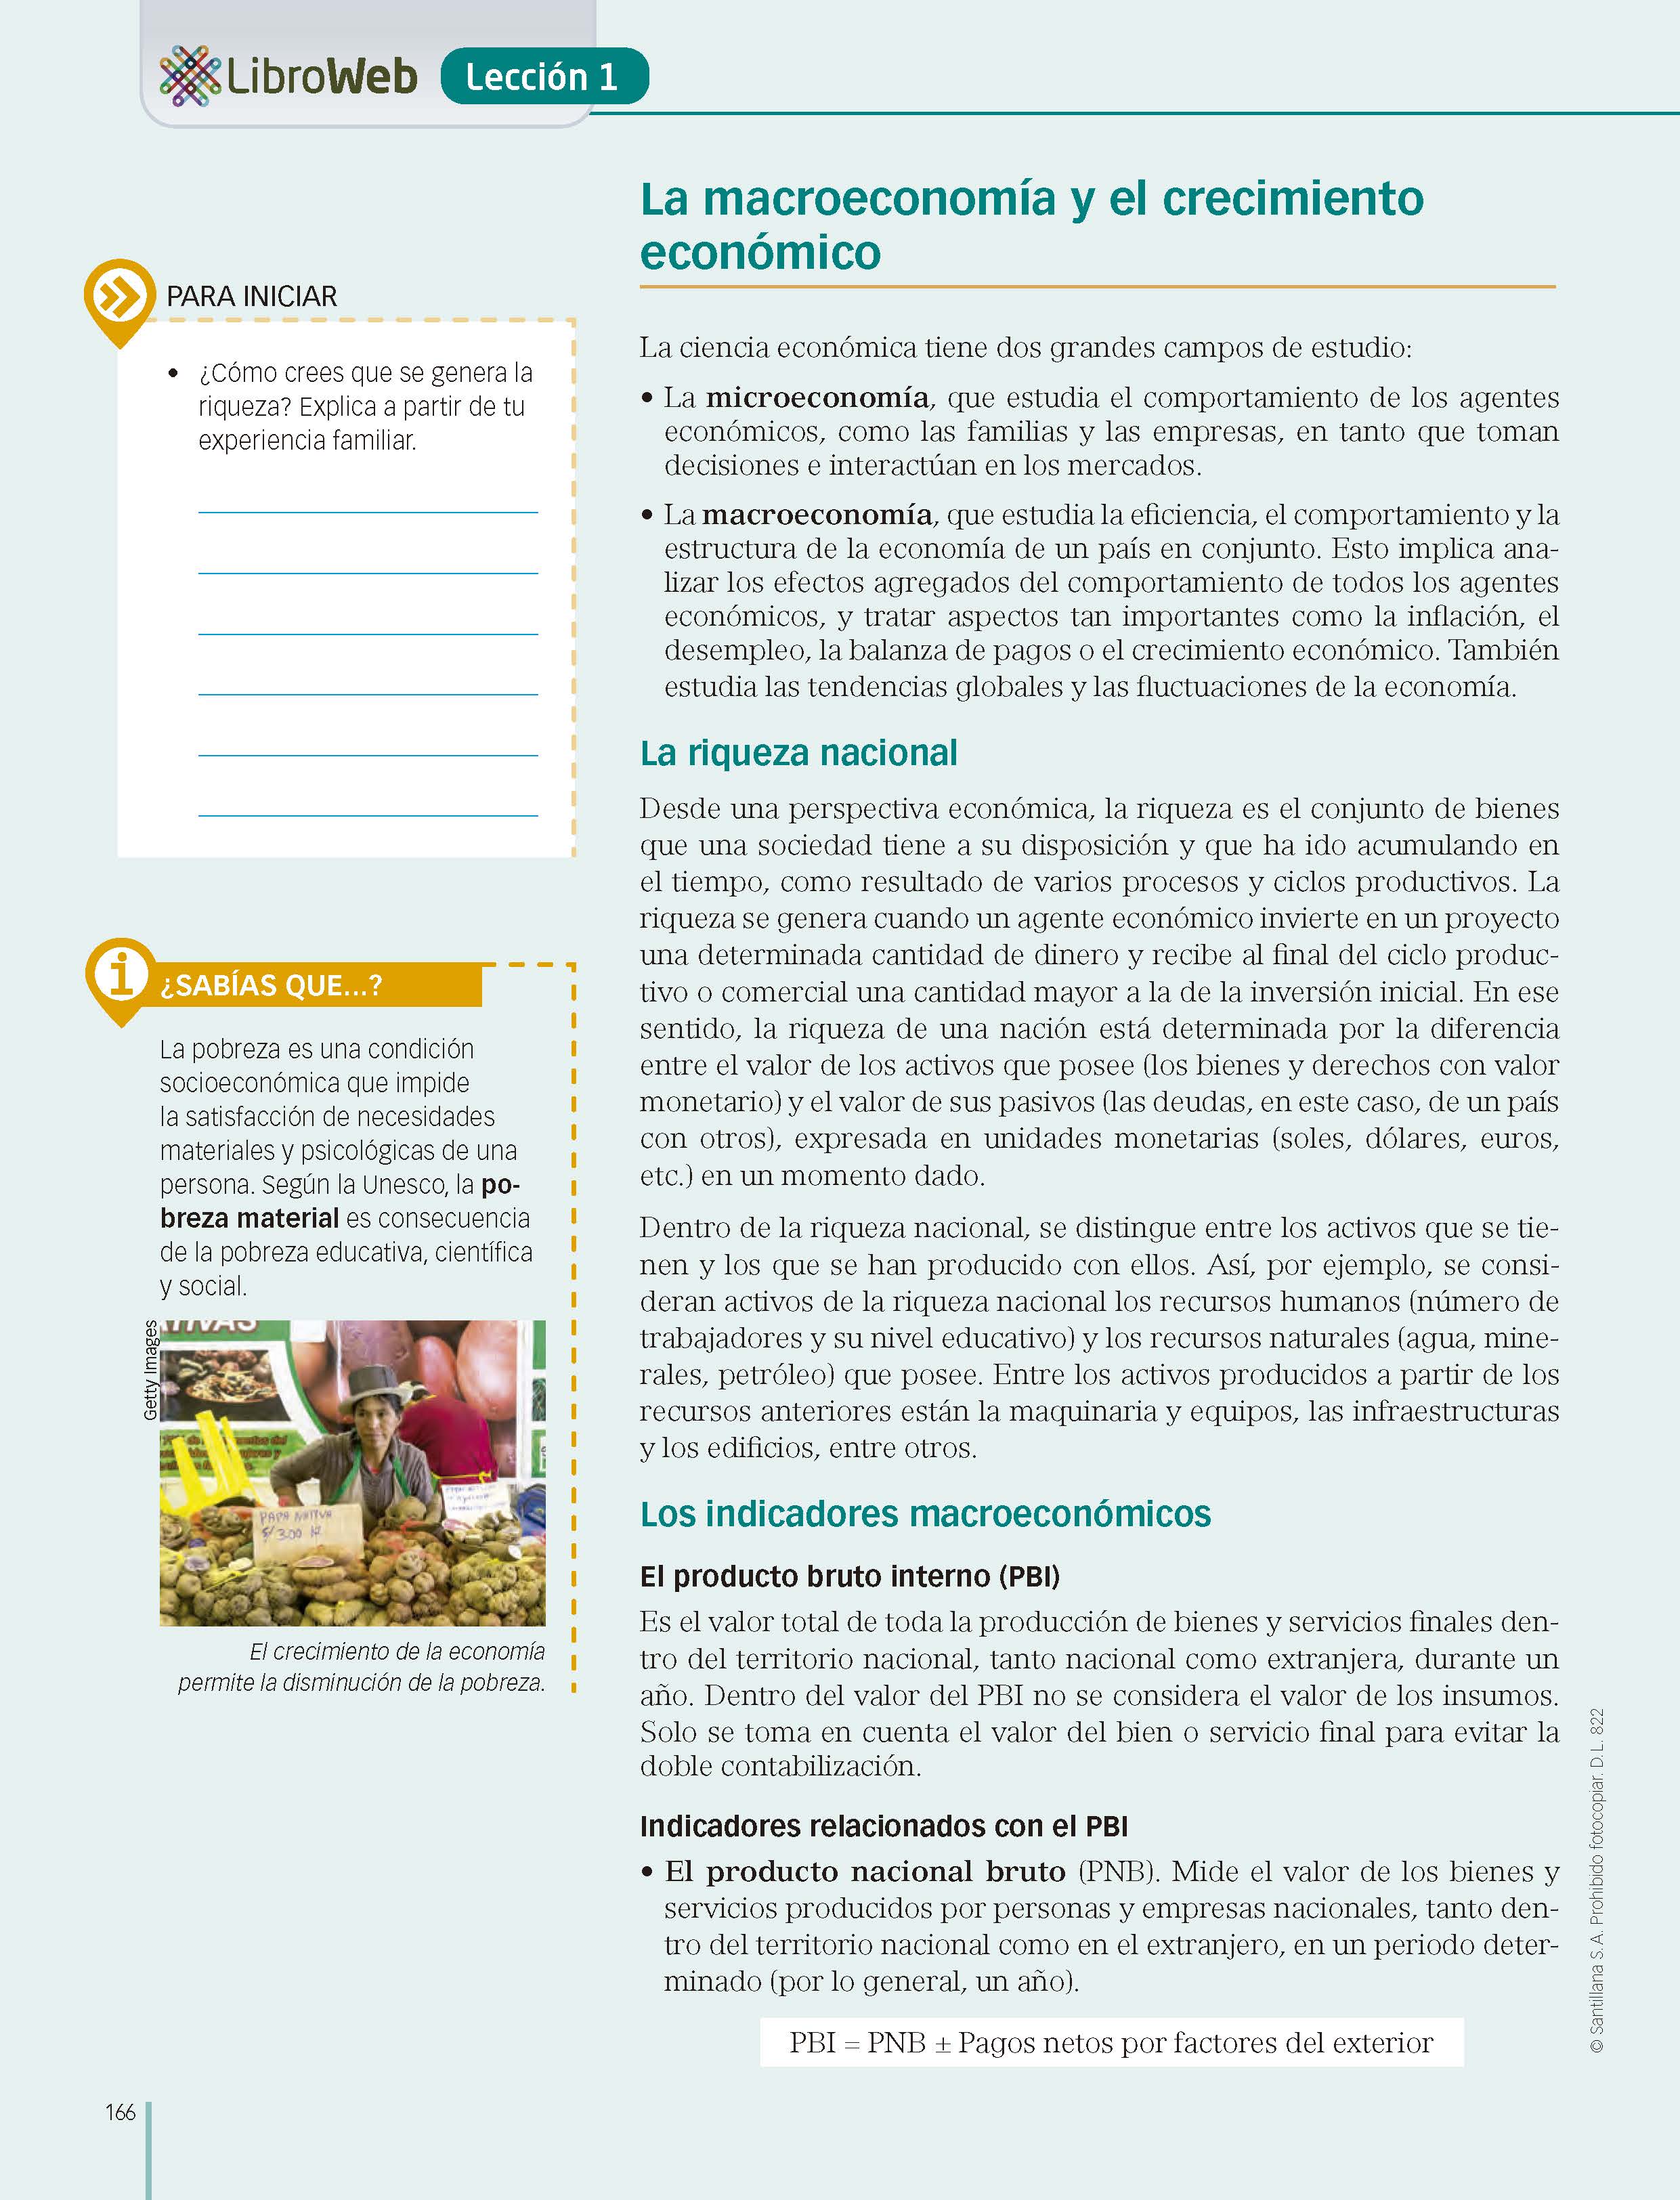 LibroWeb
Lección 1
La macroeconomía y el crecimiento
económico
PARA INICIAR
• ¿Cómo crees que se genera la
riqueza? Explica a partir de tu
experiencia familiar.
¿SABÍAS QUE...?
La pobreza es una condición
socioeconómica que impide
la satisfacción de necesidades
materiales y psicológicas de una
persona. Según la Unesco, la po-
breza material es consecuencia
de la pobreza educativa, científica
y social.
Getty Images
PAPA NATIVA
S/ 3.00 K
El crecimiento de la economía
permite la disminución de la pobreza.
La ciencia económica tiene dos grandes campos de estudio:
• La microeconomía, que estudia el comportamiento de los agentes
económicos, como las familias y las empresas, en tanto que toman
decisiones e interactúan en los mercados.
• La macroeconomía, que estudia la eficiencia, el comportamiento y la
estructura de la economía de un país en conjunto. Esto implica ana-
lizar los efectos agregados del comportamiento de todos los agentes
económicos, y tratar aspectos tan importantes como la inflación, el
desempleo, la balanza de pagos o el crecimiento económico. También
estudia las tendencias globales y las fluctuaciones de la economía.
La riqueza nacional
Desde una perspectiva económica, la riqueza es el conjunto de bienes
que una sociedad tiene a su disposición y que ha ido acumulando en
el tiempo, como resultado de varios procesos y ciclos productivos. La
riqueza se genera cuando un agente económico invierte en un proyecto
una determinada cantidad de dinero y recibe al final del ciclo produc-
tivo o comercial una cantidad mayor a la de la inversión inicial. En ese
sentido, la riqueza de una nación está determinada por la diferencia
entre el valor de los activos que posee (los bienes y derechos con valor
monetario) y el valor de sus pasivos (las deudas, en este caso, de un país
con otros), expresada en unidades monetarias (soles, dólares, euros,
etc.) en un momento dado.
Dentro de la riqueza nacional, se distingue entre los activos que se tie-
nen y los que se han producido con ellos. Así, por ejemplo, se consi-
deran activos de la riqueza nacional los recursos humanos (número de
trabajadores y su nivel educativo) y los recursos naturales (agua, mine-
rales, petróleo) que posee. Entre los activos producidos a partir de los
recursos anteriores están la maquinaria y equipos, las infraestructuras
y los edificios, entre otros.
Los indicadores macroeconómicos
El producto bruto interno (PBI)
Es el valor total de toda la producción de bienes y servicios finales den-
tro del territorio nacional, tanto nacional como extranjera, durante un
año. Dentro del valor del PBI no se considera el valor de los insumos.
Solo se toma en cuenta el valor del bien o servicio final para evitar la
doble contabilización.
Indicadores relacionados con el PBI
• El producto nacional bruto (PNB). Mide el valor de los bienes y
servicios producidos por personas y empresas nacionales, tanto den-
tro del territorio nacional como en el extranjero, en un periodo deter-
minado (por lo general, un año).
PBI = PNB ± Pagos netos por factores del exterior
© Santillana S.A. Prohibido fotocopiar. D.L. 822
166